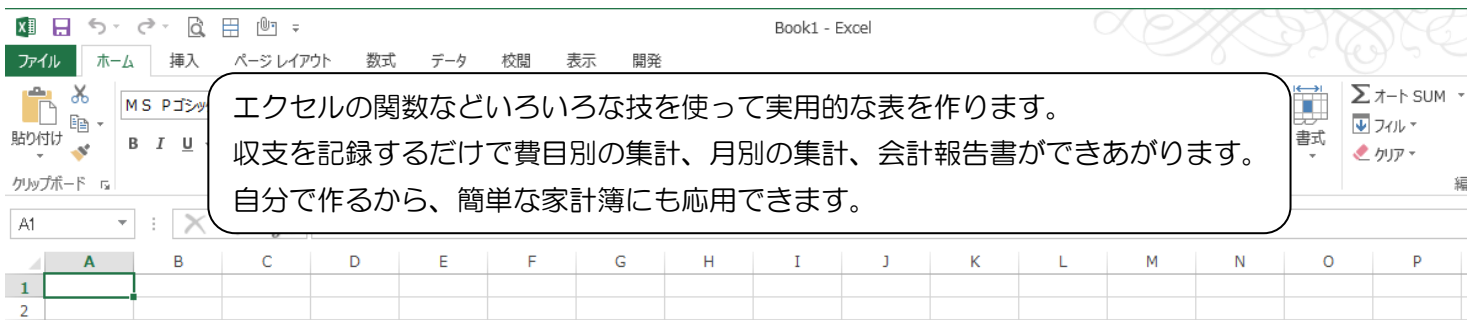 Book1 - Excel
ファイル ホーム 挿入 ページ レイアウト 数式 データ 校閲 表示 開発
MS Pゴシッ
貼り付け
B I U
クリップボード
エクセルの関数などいろいろな技を使って実用的な表を作ります。
収支を記録するだけで費目別の集計、月別の集計、会計報告書ができあがります。
自分で作るから、簡単な家計簿にも応用できます。
書式
Σ オート SUM
フィル
クリア
編
A1
A B C D E F G H I J K L M N O P
1
2